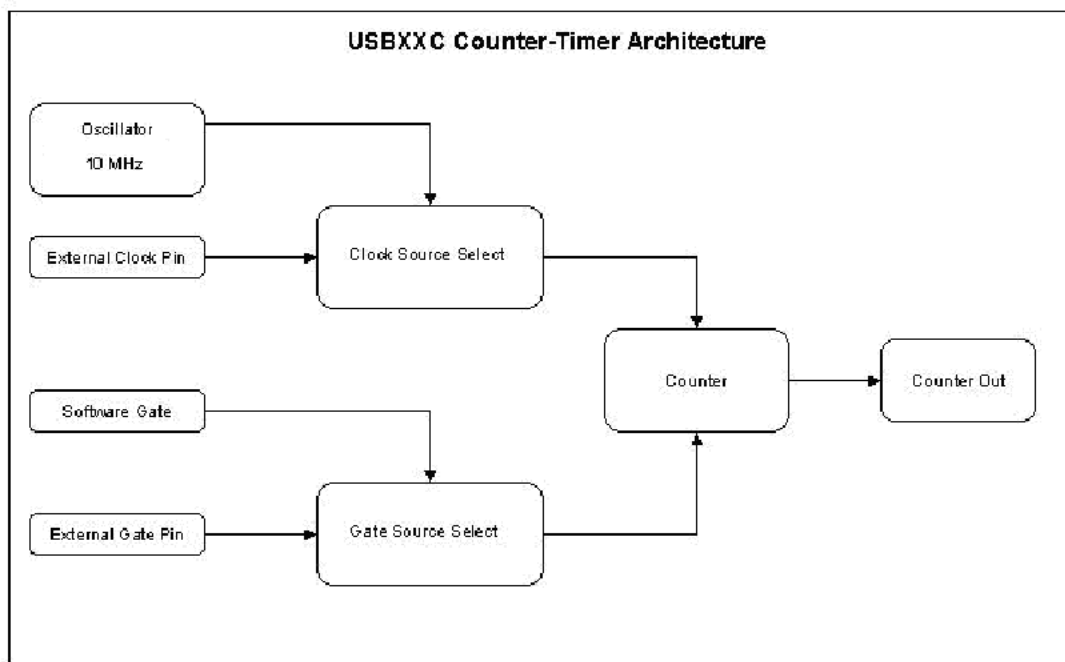 USBXXC Counter-Timer Architecture
Oscillator
10 MHz
External Clock Pin
Clock Source Select
Counter
Counter Out
Software Gate
External Gate Pin
Gate Source Select